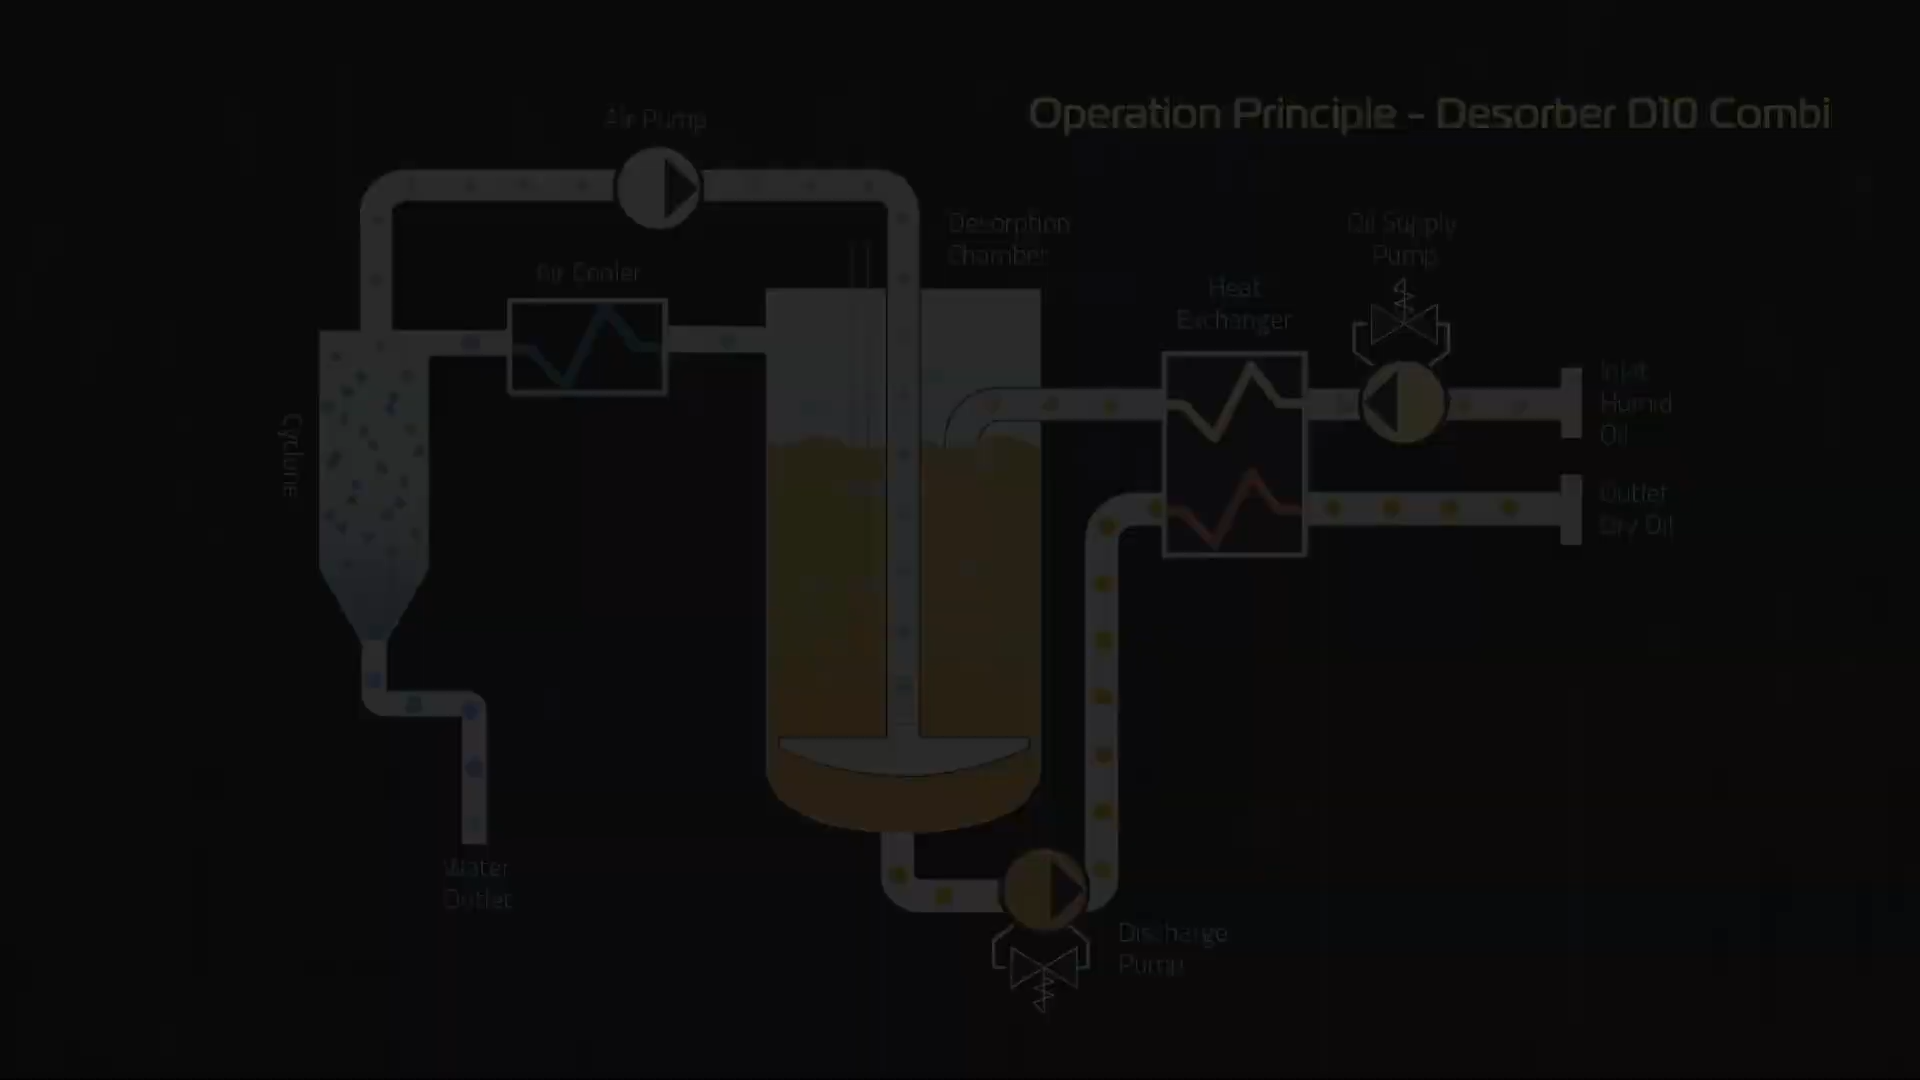 Operation Principle - Desorber D10 Combi
Air Pump
Desorption
Chamber
Oil Supply
Pump
Air Cooler
Heat
Exchanger
Inlet
Humid
Oil
Cyclone
Outlet
Dry Oil
Water
Outlet
Discharge
Pump